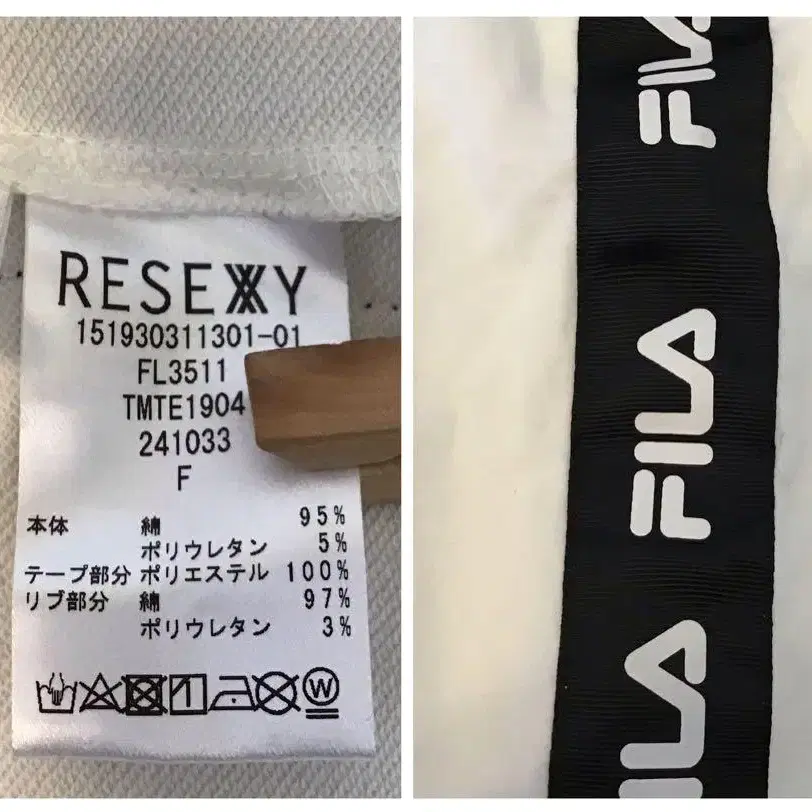 RESEXXY
151930311301-01
FL3511
TMTE1904
241033
F
本体 綿 95%
ポリウレタン 5%
テープ部分 ポリエステル 100%
リブ部分 綿 97%
ポリウレタン 3%
W
FILA
FILA
FILA